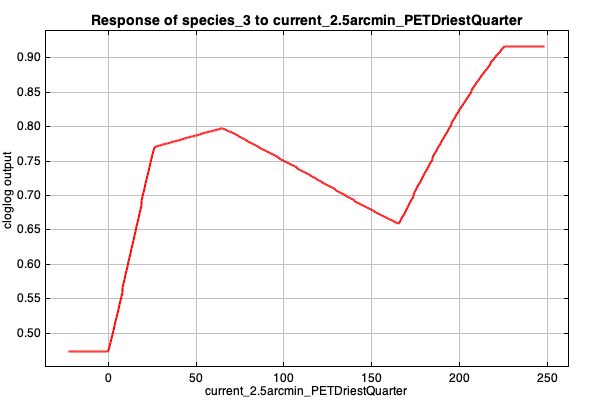 Response of species_3 to current_2.5arcmin_PETDriestQuarter
cloglog output
0.90
0.85
0.80
0.75
0.70
0.65
0.60
0.55
0.50
0 50 100 150 200 250
current_2.5arcmin_PETDriestQuarter